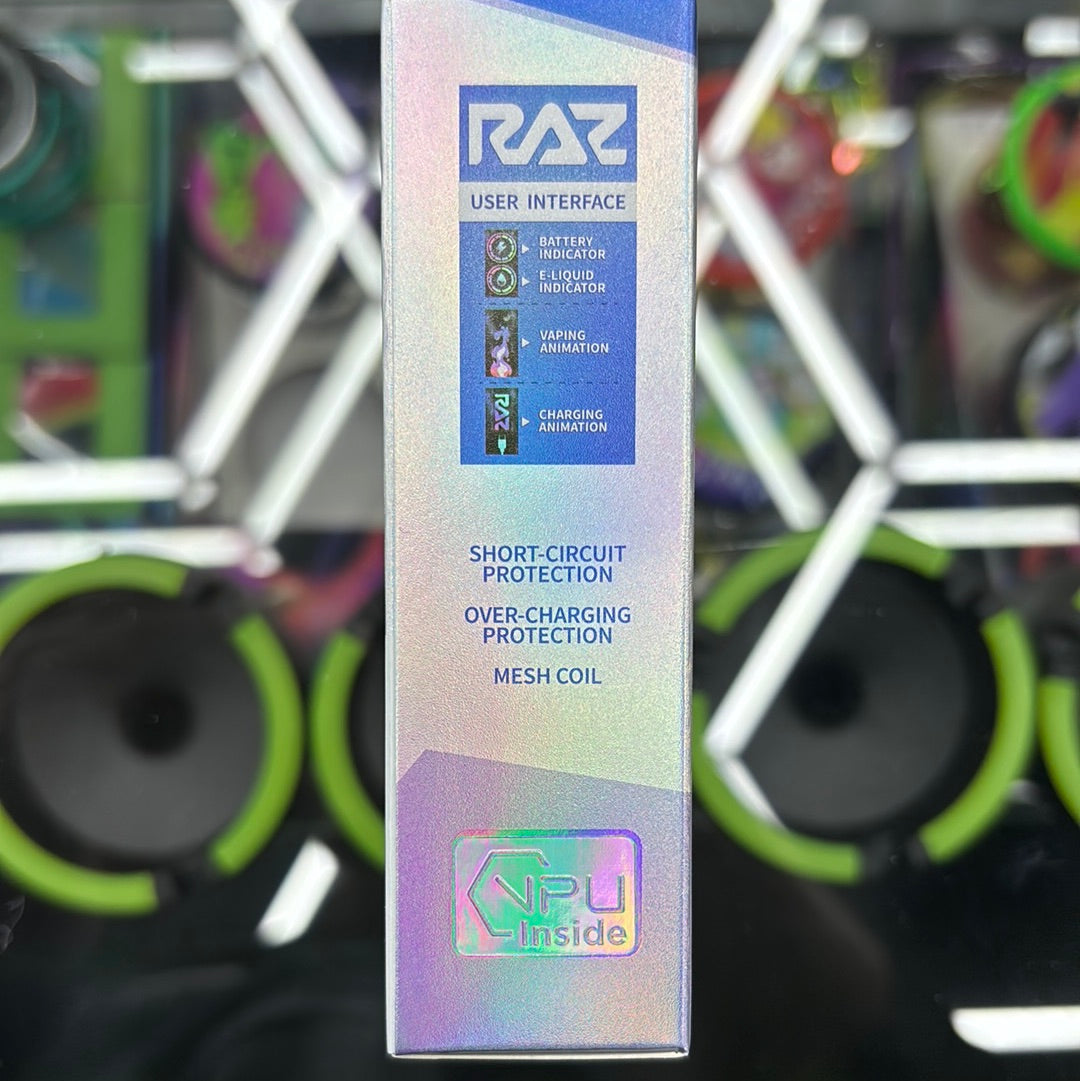 RAZ
USER INTERFACE
BATTERY
INDICATOR
E-LIQUID
INDICATOR
VAPING
ANIMATION
RAZ
CHARGING
ANIMATION
SHORT-CIRCUIT
PROTECTION
OVER-CHARGING
PROTECTION
MESH COIL
VPU
Inside